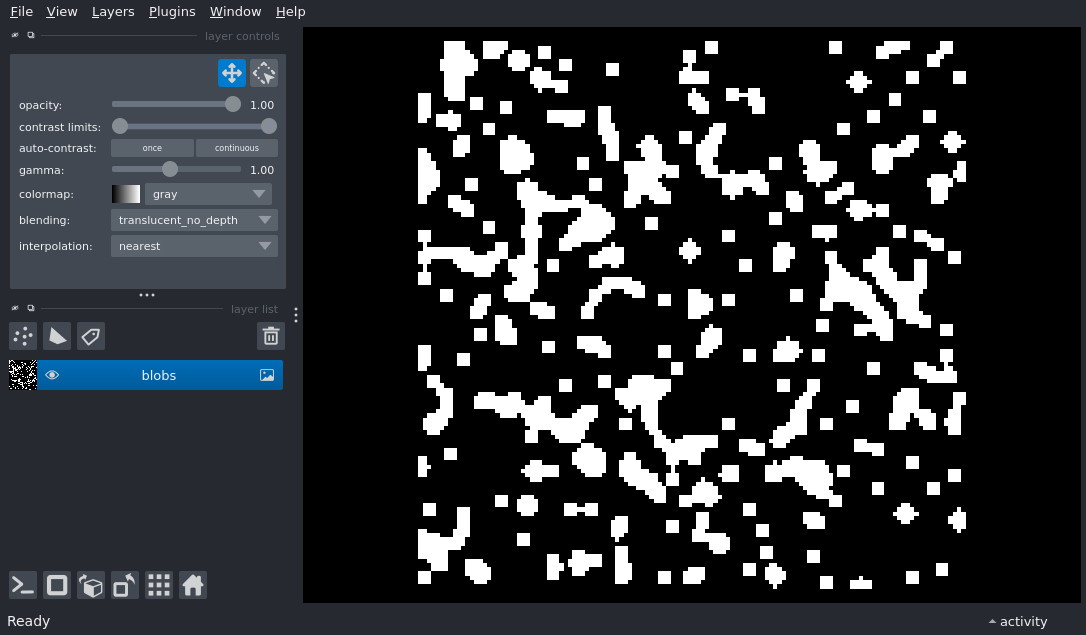 File View Layers Plugins Window Help
layer controls
opacity: 1.00
contrast limits:
auto-contrast: once continuous
gamma: 1.00
colormap: gray
blending: translucent_no_depth
interpolation: nearest
layer list
blobs
Ready
activity